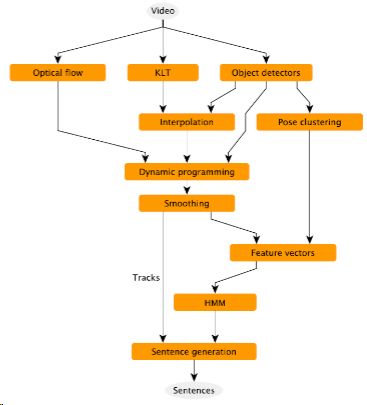 Video
Optical flow
KLT
Object detectors
Interpolation
Pose clustering
Dynamic programming
Smoothing
Feature vectors
Tracks
HMM
Sentence generation
Sentences